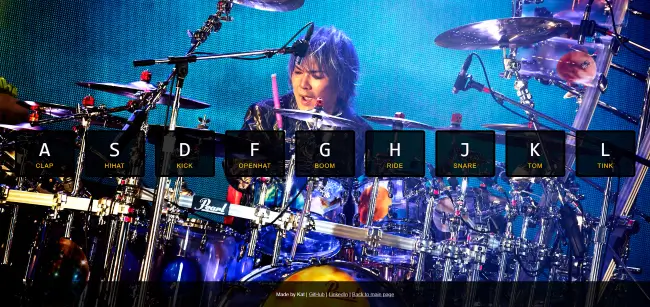 A S D F G H J K L
CLAP HIHAT KICK OPENHAT BOOM RIDE SNARE TOM TINK
Pearl
Made by Kat | GitHub | LinkedIn | Back to main page